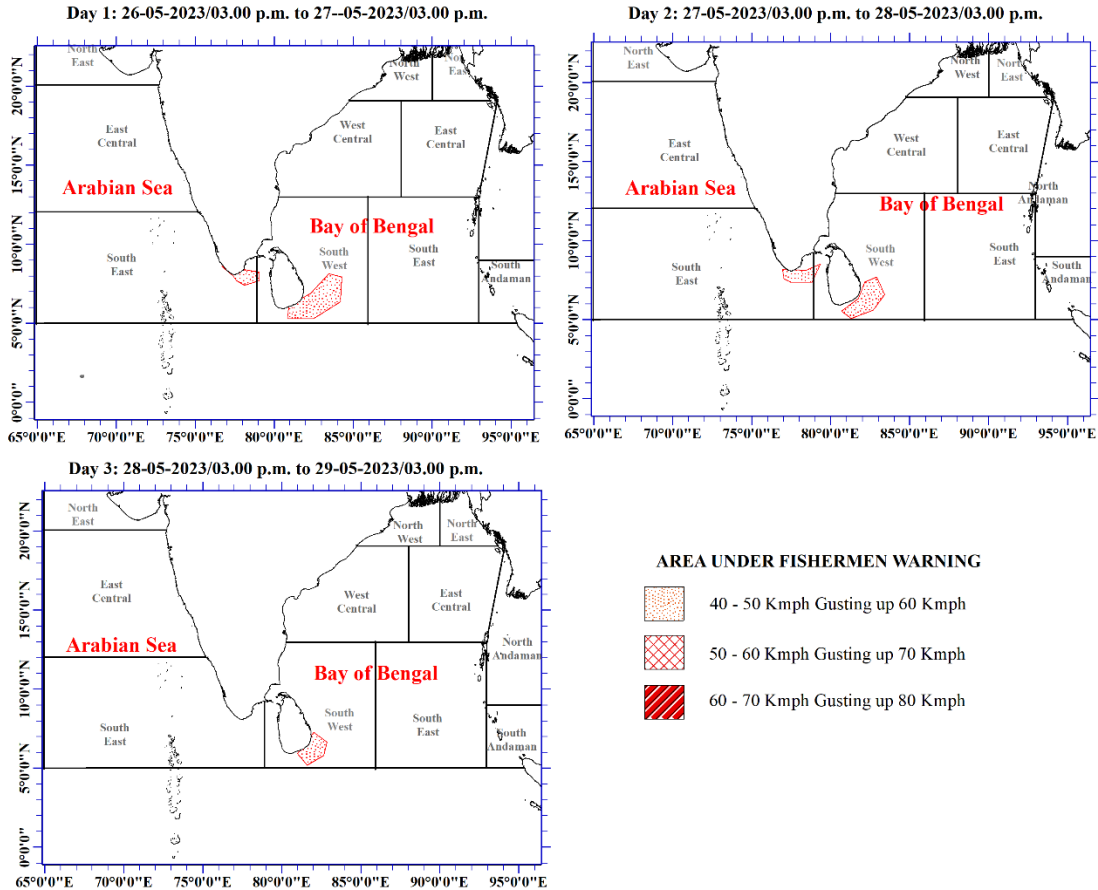 Day 1: 26-05-2023/03.00 p.m. to 27--05-2023/03.00 p.m.
North
East
North
West
North
East
East
Central
West
Central
East
Central
Arabian Sea
Bay of Bengal
South
East
South
West
South
East
South
Andaman
20°0'0"N
15°0'0"N
10°0'0"N
5°0'0"N
0°0'0"
65°0'0"E 70°0'0"E 75°0'0"E 80°0'0"E 85°0'0"E 90°0'0"E 95°0'0"E
Day 2: 27-05-2023/03.00 p.m. to 28-05-2023/03.00 p.m.
North
East
North
West
North
East
East
Central
West
Central
East
Central
Arabian Sea
Bay of Bengal
North
Andaman
South
East
South
West
South
East
South
Andaman
20°0'0"N
15°0'0"N
10°0'0"N
5°0'0"N
0°0'0"
65°0'0"E 70°0'0"E 75°0'0"E 80°0'0"E 85°0'0"E 90°0'0"E 95°0'0"E
Day 3: 28-05-2023/03.00 p.m. to 29-05-2023/03.00 p.m.
North
East
North
West
North
East
East
Central
West
Central
East
Central
Arabian Sea
Bay of Bengal
North
Andaman
South
East
South
West
South
East
South
Andaman
20°0'0"N
15°0'0"N
10°0'0"N
5°0'0"N
0°0'0"
65°0'0"E 70°0'0"E 75°0'0"E 80°0'0"E 85°0'0"E 90°0'0"E 95°0'0"E
AREA UNDER FISHERMEN WARNING
40 - 50 Kmph Gusting up 60 Kmph
50 - 60 Kmph Gusting up 70 Kmph
60 - 70 Kmph Gusting up 80 Kmph